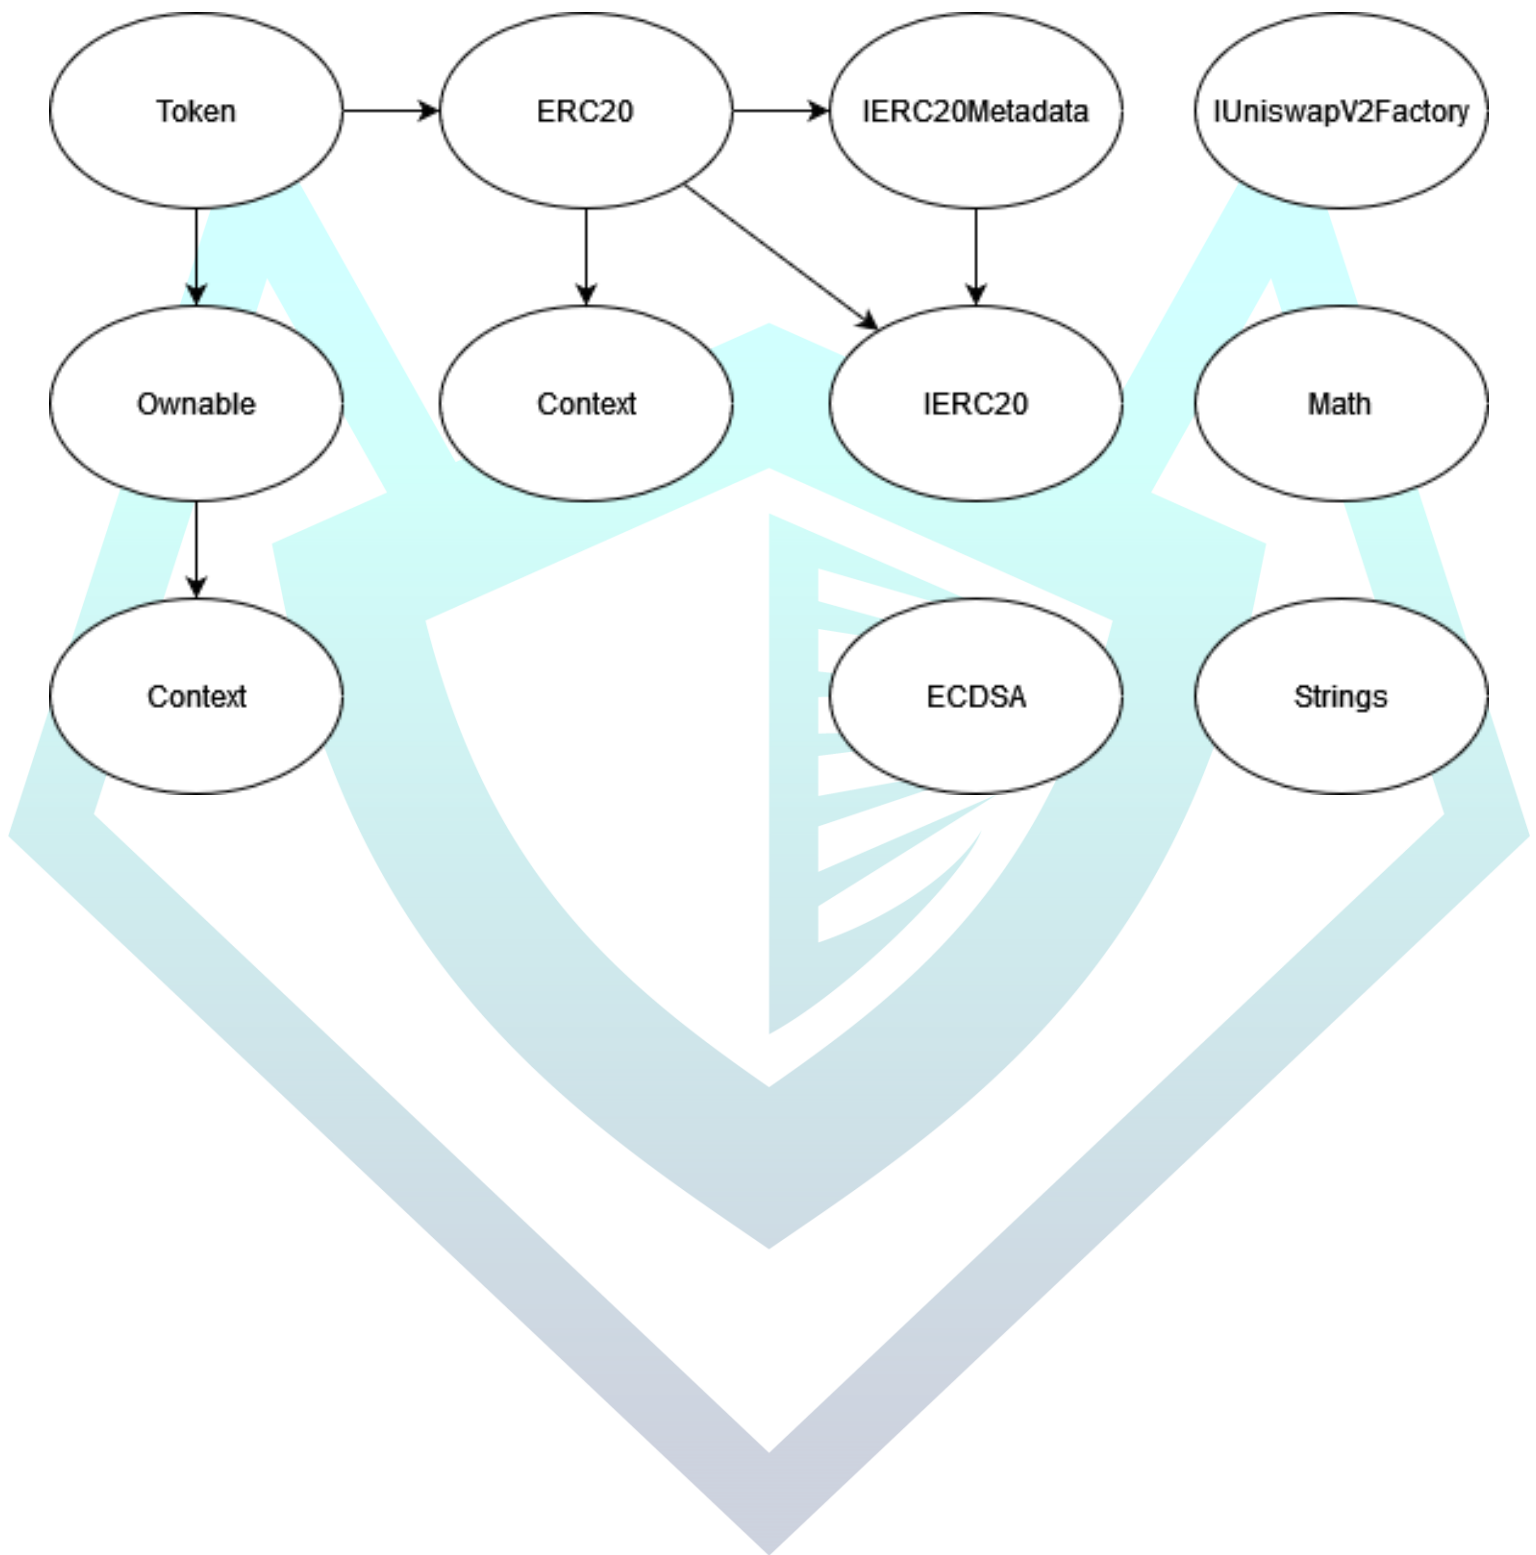 Token
ERC20
IERC20Metadata
IUniswapV2Factory
Ownable
Context
IERC20
Math
Context
ECDSA
Strings